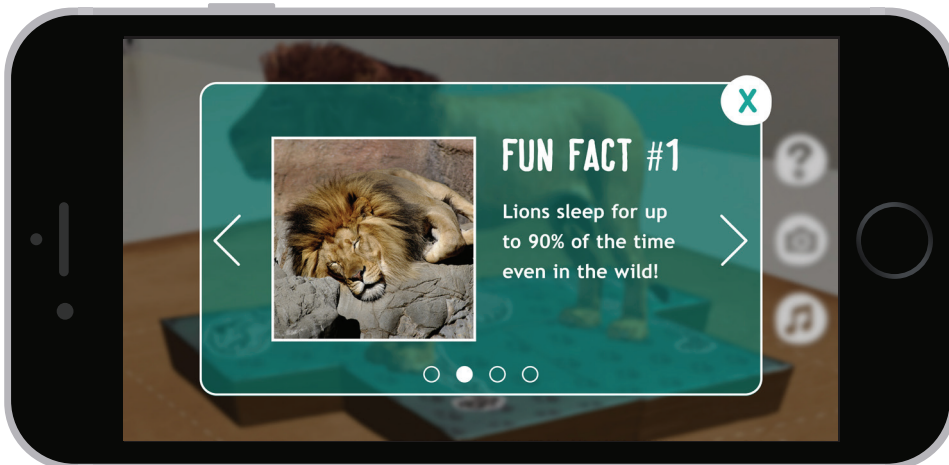 X
FUN FACT #1
Lions sleep for up
to 90% of the time
even in the wild!
?